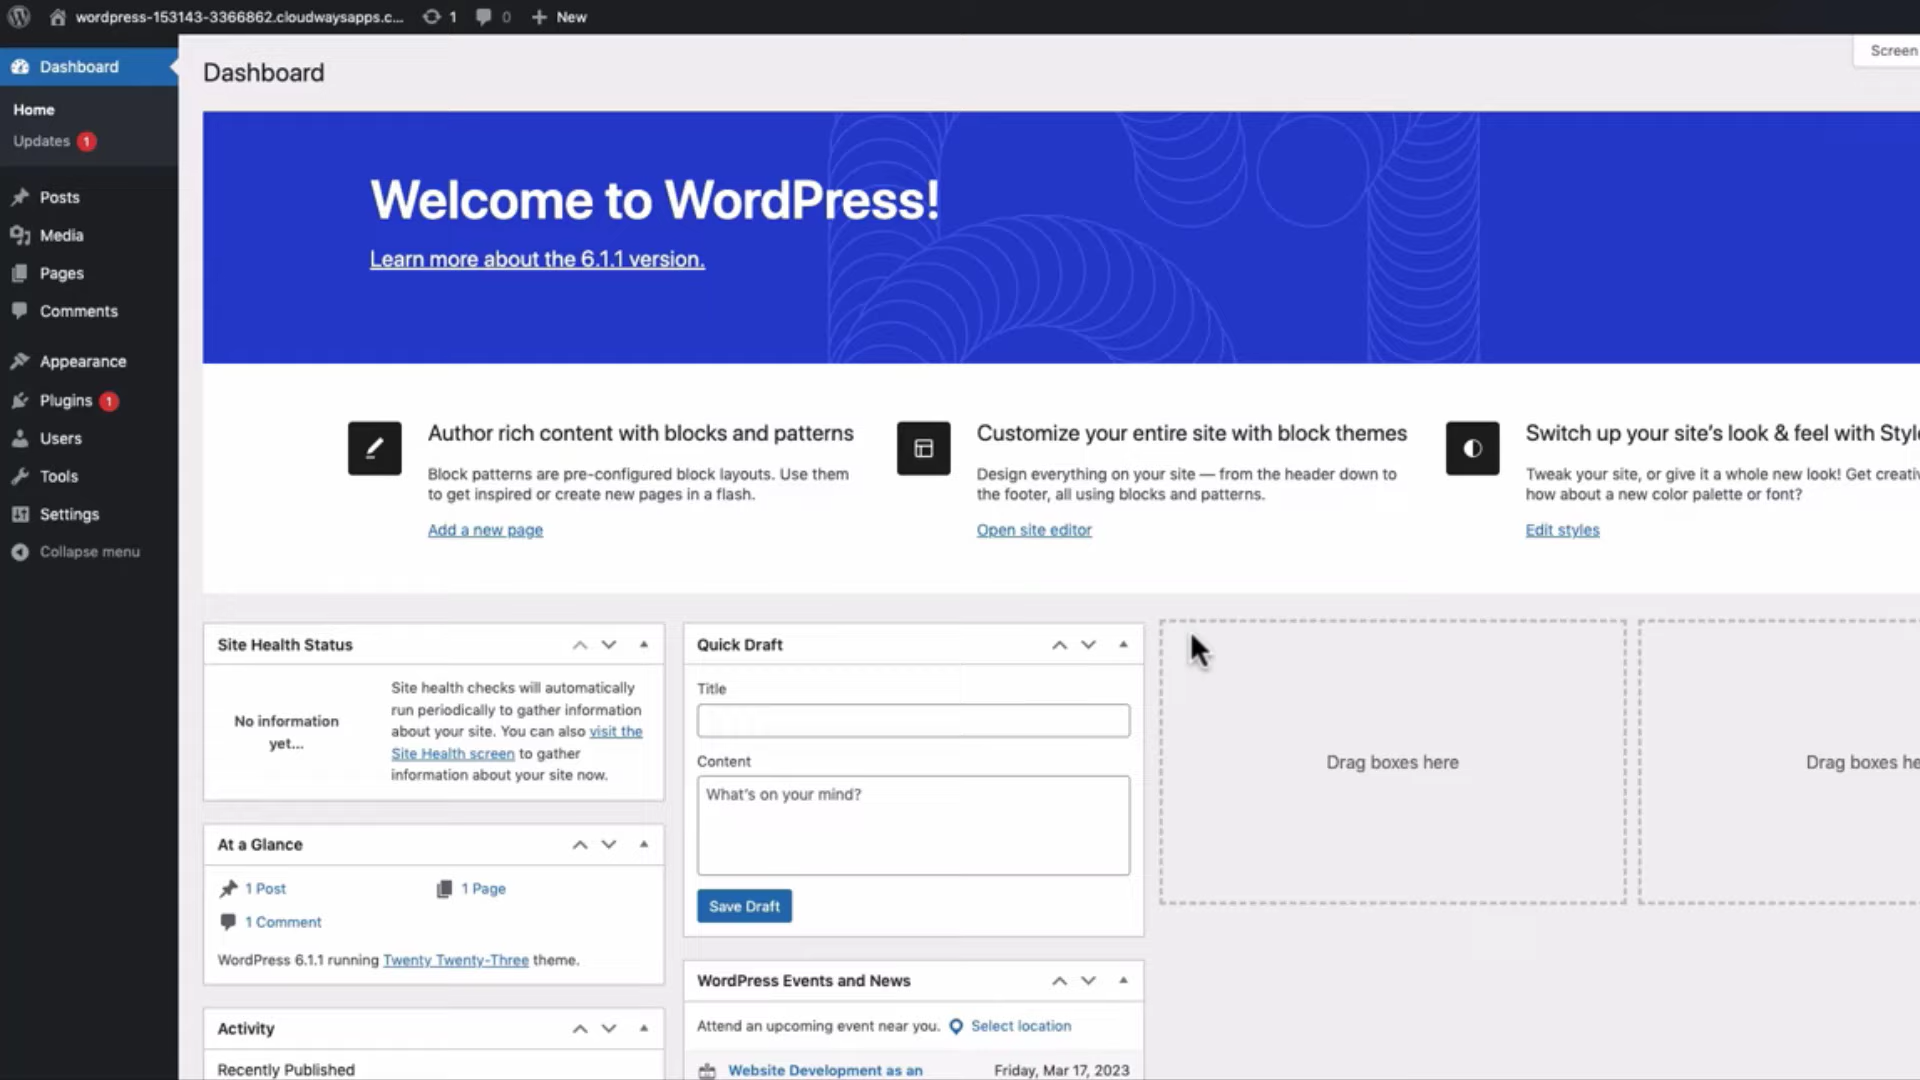 wordpress-153143-3366862.cloudwaysapps.c... 1 0 New
Screen
Dashboard
Home
Updates 1
Posts
Media
Pages
Comments
Appearance
Plugins 1
Users
Tools
Settings
Collapse menu
Dashboard
Welcome to WordPress!
Learn more about the 6.1.1 version.
Author rich content with blocks and patterns
Block patterns are pre-configured block layouts. Use them
to get inspired or create new pages in a flash.
Add a new page
Customize your entire site with block themes
Design everything on your site — from the header down to
the footer, all using blocks and patterns.
Open site editor
Switch up your site's look & feel with
Tweak your site, or give it a whole new look! Get
how about a new color palette or font?
Edit styles
Site Health Status
No information
yet...
Site health checks will automatically
run periodically to gather information
about your site. You can also visit the
Site Health screen to gather
information about your site now.
At a Glance
1 Post
1 Page
1 Comment
WordPress 6.1.1 running Twenty Twenty-Three theme.
Activity
Recently Published
Quick Draft
Title
Content
What's on your mind?
Save Draft
WordPress Events and News
Attend an upcoming event near you. Select location
Website Development as an
Friday, Mar 17, 2023
Drag boxes here
Drag boxes